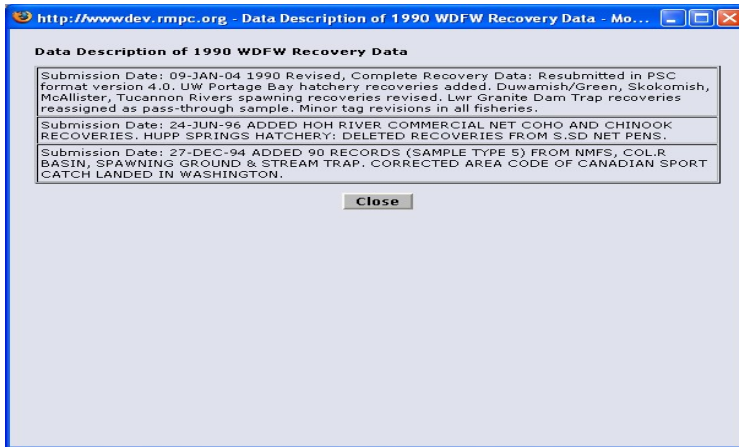 http://wwwdev.rmpc.org - Data Description of 1990 WDFW Recovery Data - Mo...
Data Description of 1990 WDFW Recovery Data
Submission Date: 09-JAN-04 1990 Revised, Complete Recovery Data: Resubmitted in PSC
format version 4.0. UW Portage Bay hatchery recoveries added. Duwamish/Green, Skokomish,
McAllister, Tucannon Rivers spawning recoveries revised. Lwr Granite Dam Trap recoveries
reassigned as pass-through sample. Minor tag revisions in all fisheries.
Submission Date: 24-JUN-96 ADDED HOH RIVER COMMERCIAL NET COHO AND CHINOOK
RECOVERIES. HUPP SPRINGS HATCHERY: DELETED RECOVERIES FROM S.SD NET PENS.
Submission Date: 27-DEC-94 ADDED 90 RECORDS (SAMPLE TYPE 5) FROM NMFS, COL.R
BASIN, SPAWNING GROUND & STREAM TRAP. CORRECTED AREA CODE OF CANADIAN SPORT
CATCH LANDED IN WASHINGTON.
Close